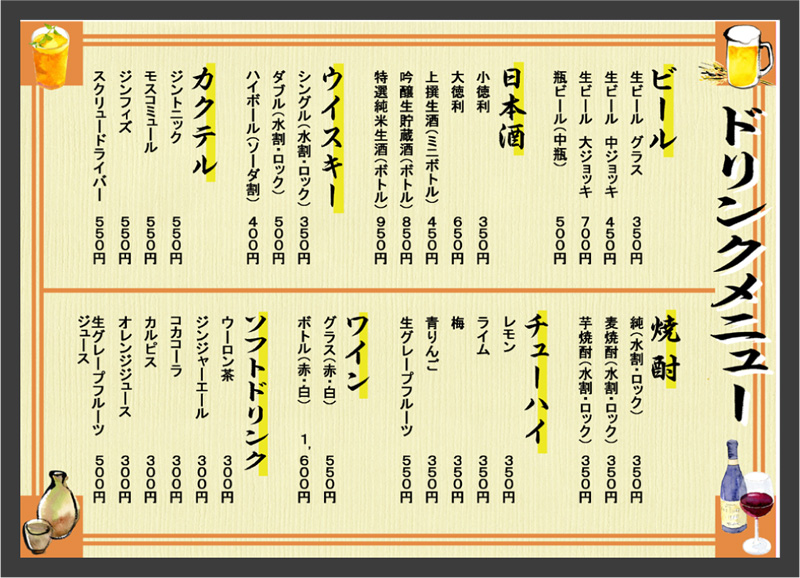 ドリンクメニュー
ビール
生ビール グラス 350円
生ビール 中ジョッキ 450円
生ビール 大ジョッキ 700円
瓶ビール(中瓶) 500円
日本酒
小徳利 350円
大徳利 650円
上撰生酒(ミニボトル) 450円
吟醸生貯蔵酒(ボトル) 850円
特選純米生酒(ボトル) 950円
ウイスキー
シングル(水割・ロック) 350円
ダブル(水割・ロック) 500円
ハイボール(ソーダ割) 400円
カクテル
ジントニック 550円
モスコミュール 550円
ジンフィズ 550円
スクリュードライバー 550円
焼酎
純(水割・ロック) 350円
麦焼酎(水割・ロック) 350円
芋焼酎(水割・ロック) 350円
チューハイ
レモン 350円
ライム 350円
梅 350円
青りんご 350円
生グレープフルーツ 550円
ワイン
グラス(赤・白) 550円
ボトル(赤・白) 1,600円
ソフトドリンク
ウーロン茶 300円
ジンジャーエール 300円
コカコーラ 300円
カルピス 300円
オレンジジュース 300円
生グレープフルーツ 500円
ジュース